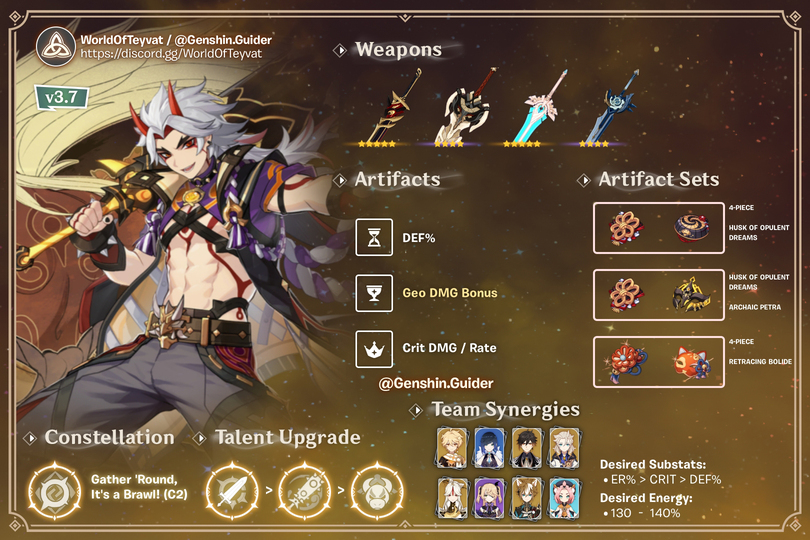 WorldOfTeyvat / @Genshin.Guider
https://discord.gg/WorldOfTeyvat
v3.7
Weapons
Artifacts
DEF%
Geo DMG Bonus
Crit DMG / Rate
@Genshin.Guider
Artifact Sets
4-PIECE
HUSK OF OPULENT
DREAMS
HUSK OF OPULENT
DREAMS
ARCHAIC PETRA
4-PIECE
RETRACING BOLIDE
Team Synergies
Constellation
Gather 'Round,
It's a Brawl! (C2)
Talent Upgrade
> >
Desired Substats:
• ER% > CRIT > DEF%
Desired Energy:
• 130 - 140%